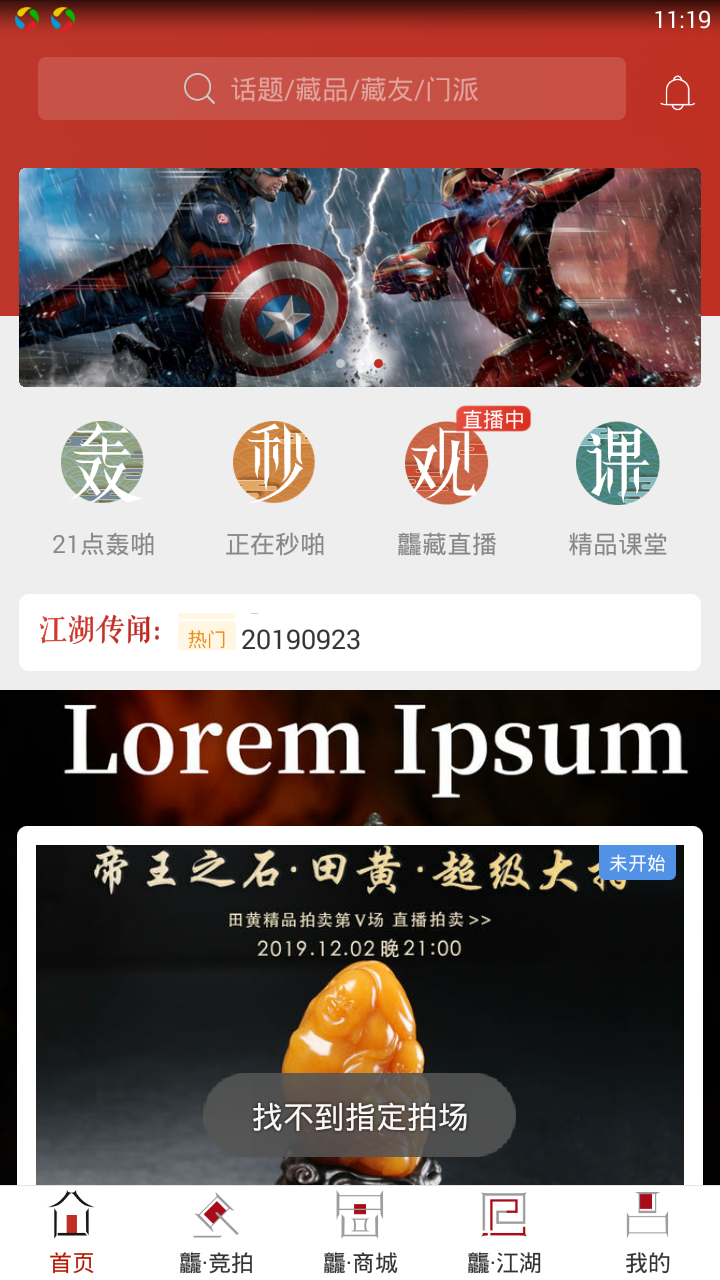 11:19
话题/藏品/藏友/门派
轰
秒
观
课
直播中
21点轰啪
正在秒啪
龘藏直播
精品课堂
江湖传闻:
热门 20190923
Lorem Ipsum
帝王之石·田黄·超级大拍
未开始
田黄精品拍卖第V场 直播拍卖>>
2019.12.02 晚21:00
找不到指定拍场
首页
龘·竞拍
龘·商城
龘·江湖
我的